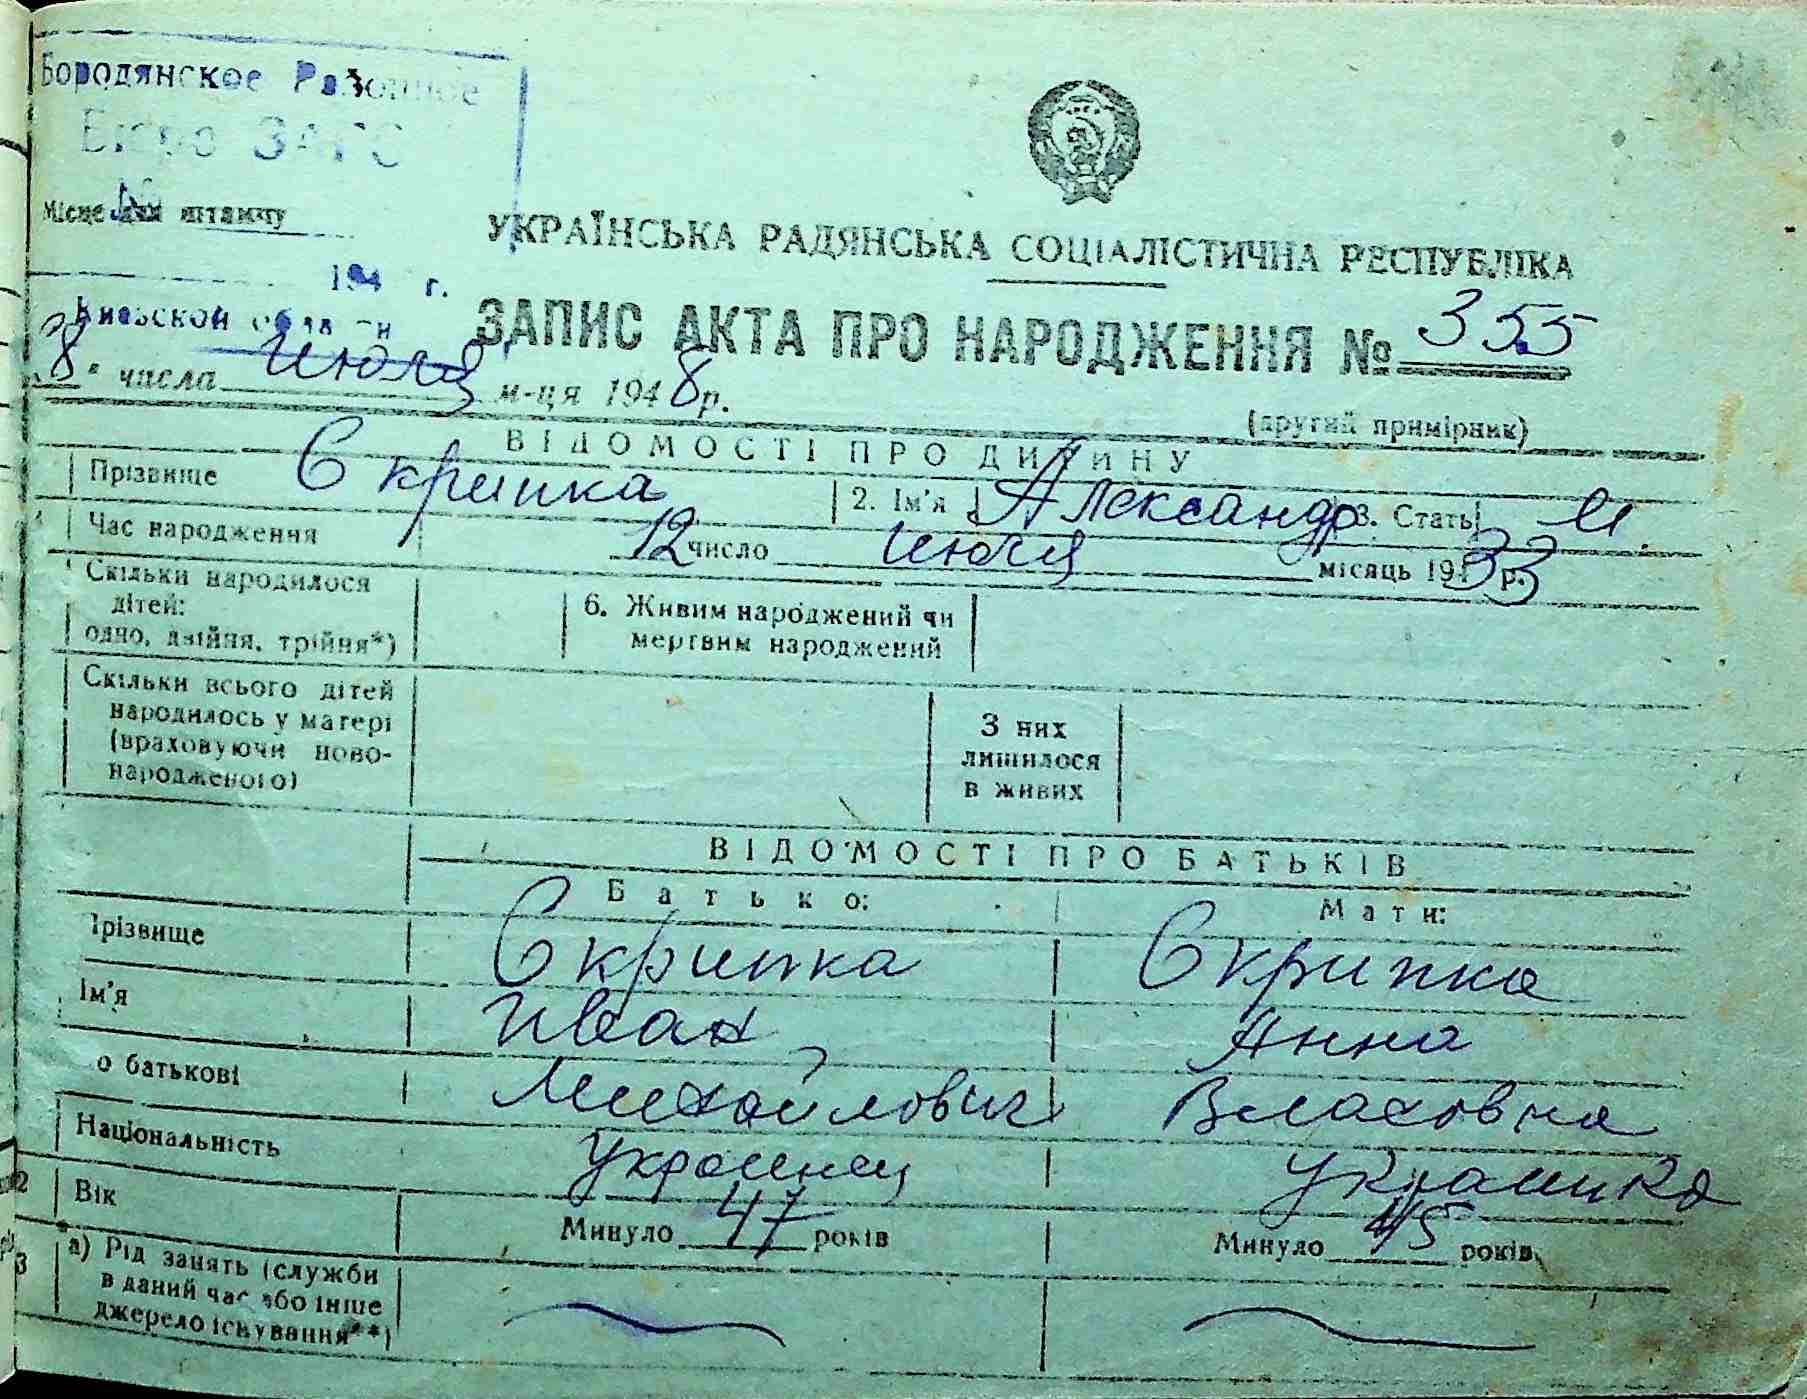 Бородянское Районное
Бюро ЗАГС
Місце для штампу
194 г.
Киевской области
УКРАЇНСЬКА РАДЯНСЬКА СОЦІАЛІСТИЧНА РЕСПУБЛІКА
ЗАПИС АКТА ПРО НАРОДЖЕННЯ № 355
8 " числа июля м-ця 1948 р.
(другий примірник)
ВІДОМОСТІ ПРО ДИТИНУ
Прізвище Скрипка 2. Ім'я Александр 3. Стать М.
Час народження 12 число июля місяць 1933 р.
Скільки народилося дітей: одно, двійня, трійня*) 6. Живим народжений чи мертвим народжений
Скільки всього дітей народилось у матері (враховуючи ново-народженого) З них лишилося в живих
ВІДОМОСТІ ПРО БАТЬКІВ
Батько: Мати:
Прізвище Скрипка Скрипка
Ім'я Иван Анна
о батькові Михайлович Власовна
Національність Украинец Украинка
2 Вік Минуло 47 років Минуло 45 років
3 а) Рід занять (служби в даний час або інше джерело існування**)